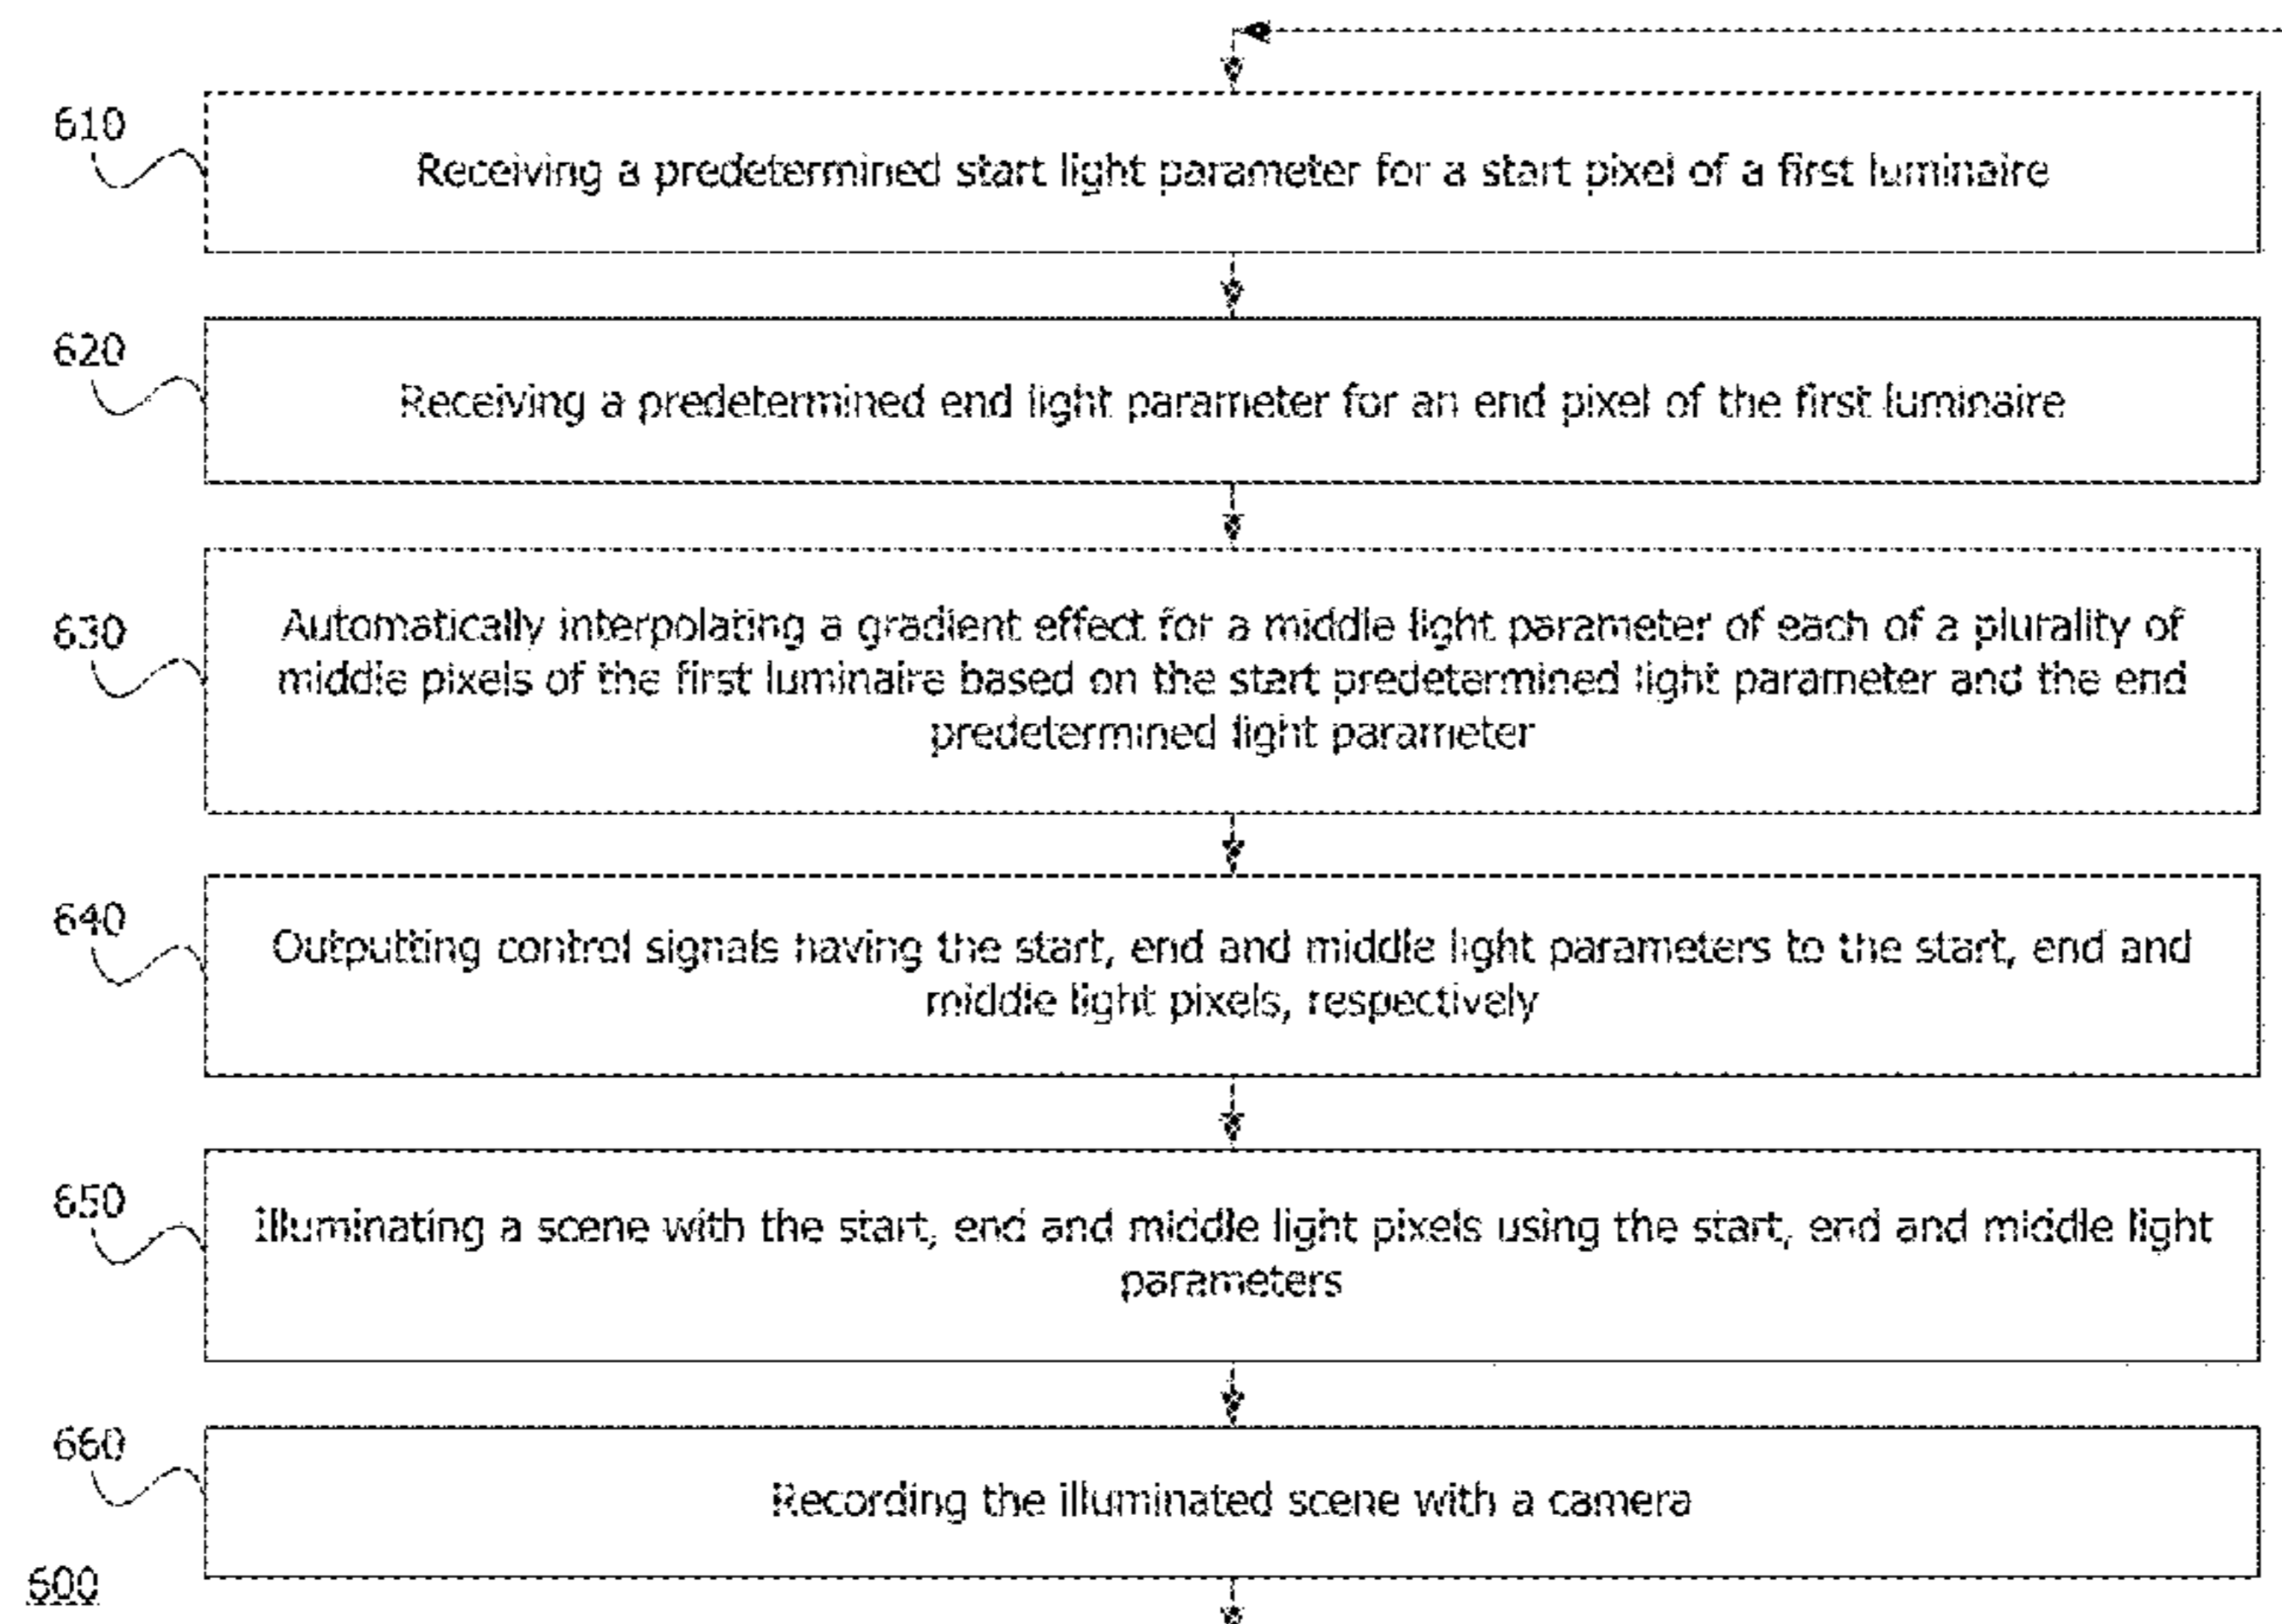 610
Receiving a predetermined start light parameter for a start pixel of a first luminaire
620
Receiving a predetermined end light parameter for an end pixel of the first luminaire
630
Automatically interpolating a gradient effect for a middle light parameter of each of a plurality of
middle pixels of the first luminaire based on the start predetermined light parameter and the end
predetermined light parameter
640
Outputting control signals having the start, end and middle light parameters to the start, end and
middle light pixels, respectively
650
Illuminating a scene with the start, end and middle light pixels using the start, end and middle light
parameters
660
Recording the illuminated scene with a camera
600